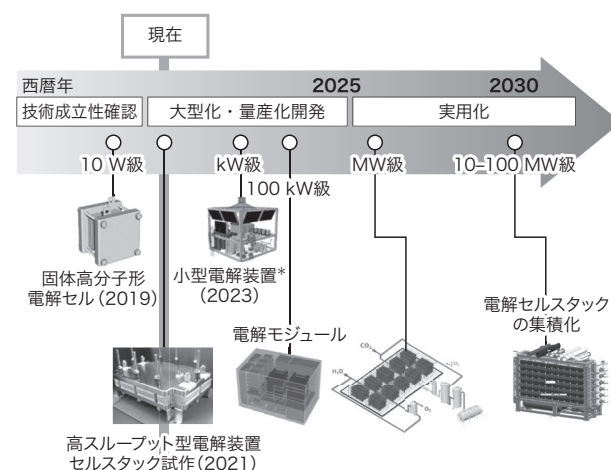 現在
西暦年
2025
2030
技術成立性確認
大型化・量産化開発
実用化
10 W級
kW級
100 kW級
MW級
10–100 MW級
固体高分子形
電解セル（2019）
小型電解装置*
（2023）
電解モジュール
電解セルスタック
の集積化
CO₂
H₂O
O₂
高スループット型電解装置
セルスタック試作（2021）